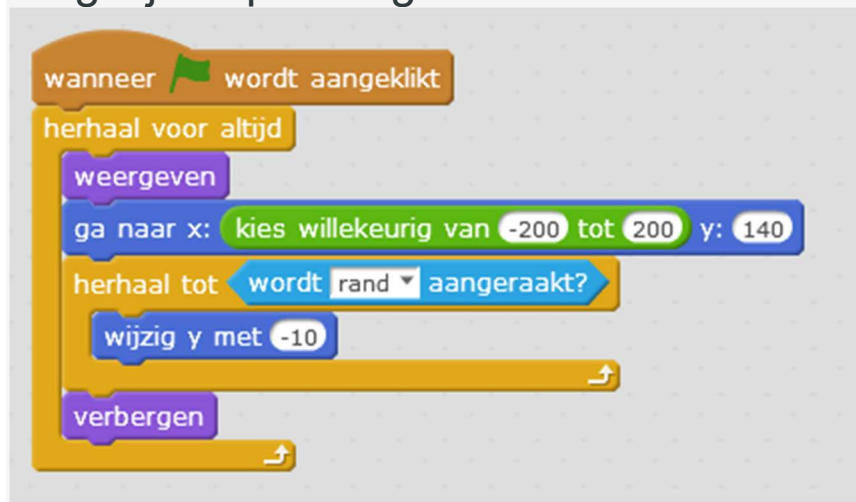 wanneer wordt aangeklikt
herhaal voor altijd
weergeven
ga naar x: kies willekeurig van -200 tot 200 y: 140
herhaal tot wordt rand aangeraakt?
wijzig y met -10
verbergen